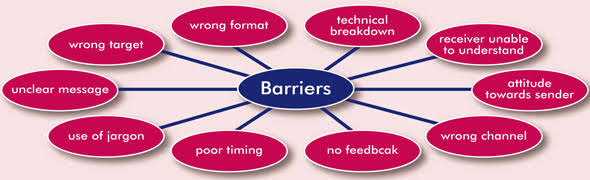 wrong format
technical
breakdown
wrong target
receiver unable
to understand
unclear message
Barriers
attitude
towards sender
use of jargon
poor timing
no feedbcak
wrong channel